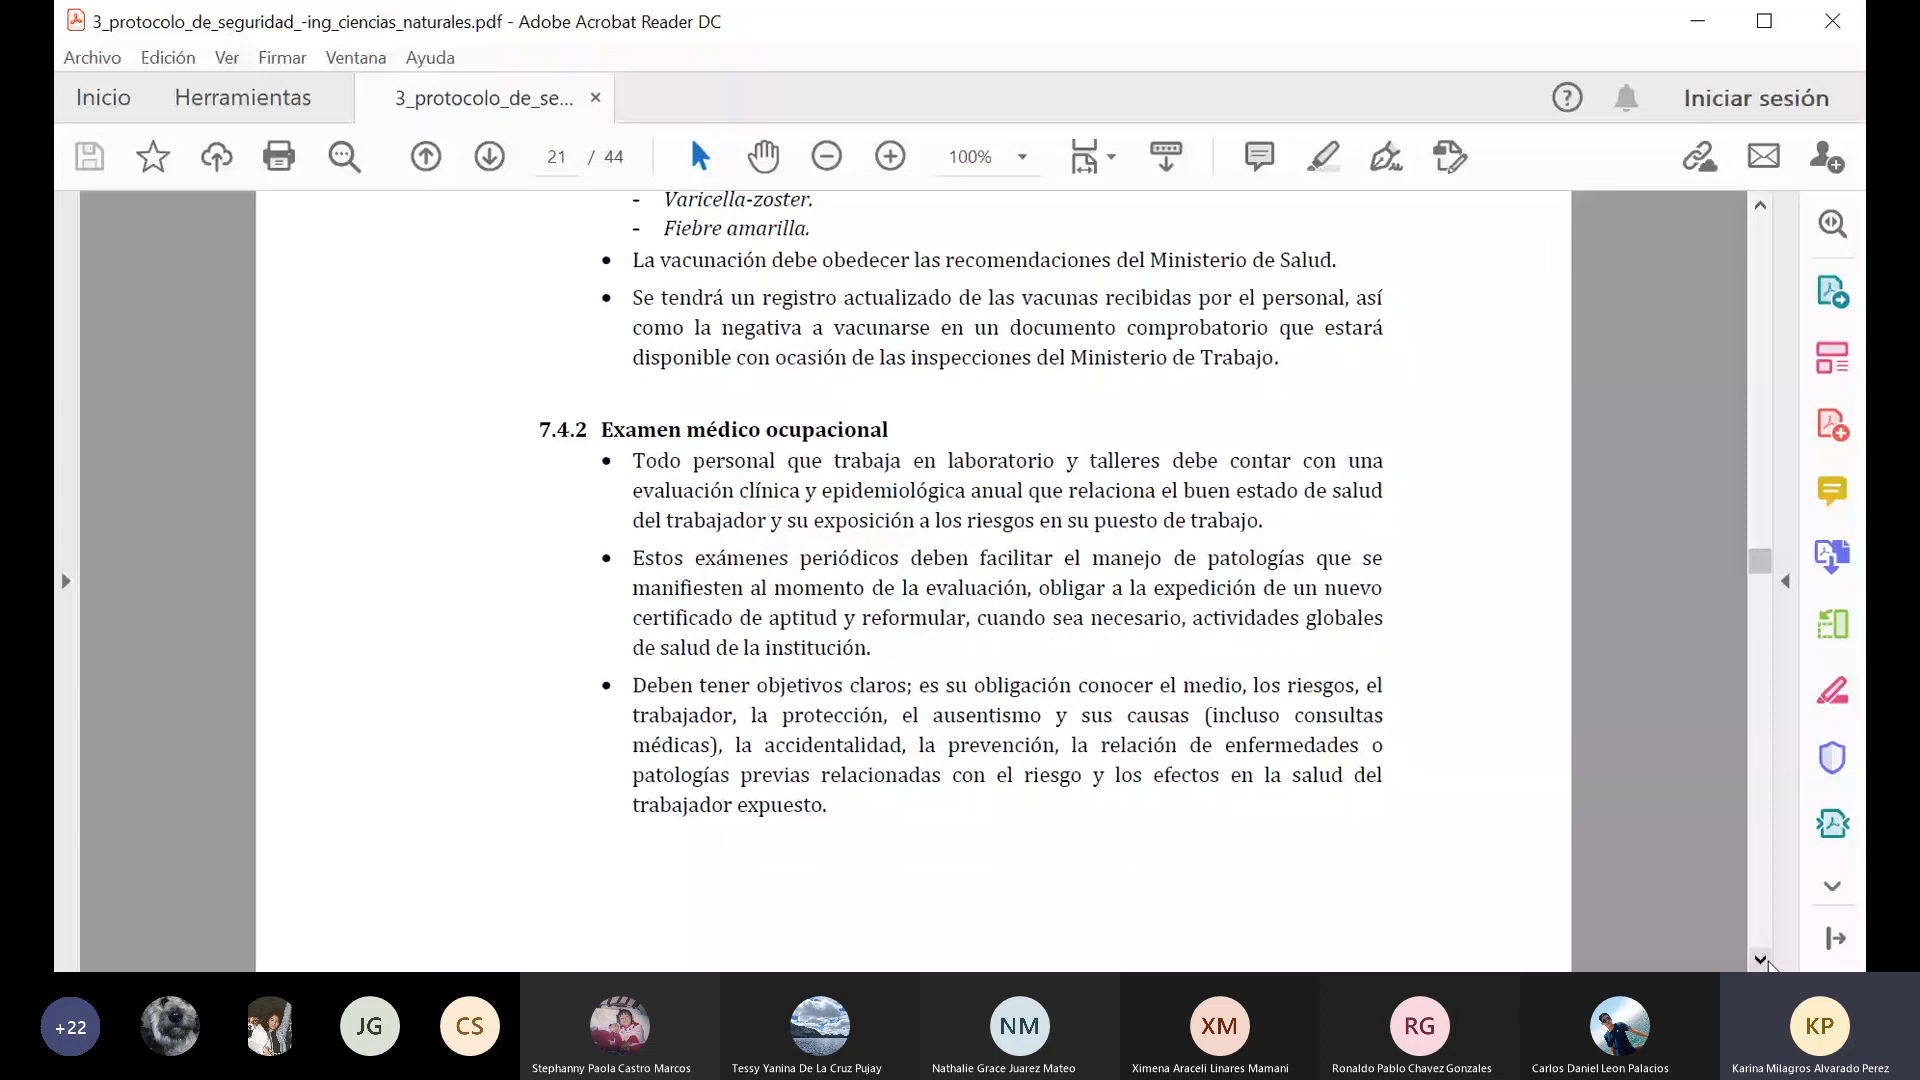 3_protocolo_de_seguridad_-ing_ciencias_naturales.pdf - Adobe Acrobat Reader DC
Archivo Edición Ver Firmar Ventana Ayuda
Inicio Herramientas 3_protocolo_de_se... Iniciar sesión
21 / 44 100%
- Varicella-zoster.
- Fiebre amarilla.
• La vacunación debe obedecer las recomendaciones del Ministerio de Salud.
• Se tendrá un registro actualizado de las vacunas recibidas por el personal, así
como la negativa a vacunarse en un documento comprobatorio que estará
disponible con ocasión de las inspecciones del Ministerio de Trabajo.
7.4.2 Examen médico ocupacional
• Todo personal que trabaja en laboratorio y talleres debe contar con una
evaluación clínica y epidemiológica anual que relaciona el buen estado de salud
del trabajador y su exposición a los riesgos en su puesto de trabajo.
• Estos exámenes periódicos deben facilitar el manejo de patologías que se
manifiesten al momento de la evaluación, obligar a la expedición de un nuevo
certificado de aptitud y reformular, cuando sea necesario, actividades globales
de salud de la institución.
• Deben tener objetivos claros; es su obligación conocer el medio, los riesgos, el
trabajador, la protección, el ausentismo y sus causas (incluso consultas
médicas), la accidentalidad, la prevención, la relación de enfermedades o
patologías previas relacionadas con el riesgo y los efectos en la salud del
trabajador expuesto.
+22 JG CS NM XM RG KP
Stephanny Paola Castro Marcos Tessy Yanina De La Cruz Pujay Nathalie Grace Juarez Mateo Ximena Araceli Linares Mamani Ronaldo Pablo Chavez Gonzales Carlos Daniel Leon Palacios Karina Milagros Alvarado Perez